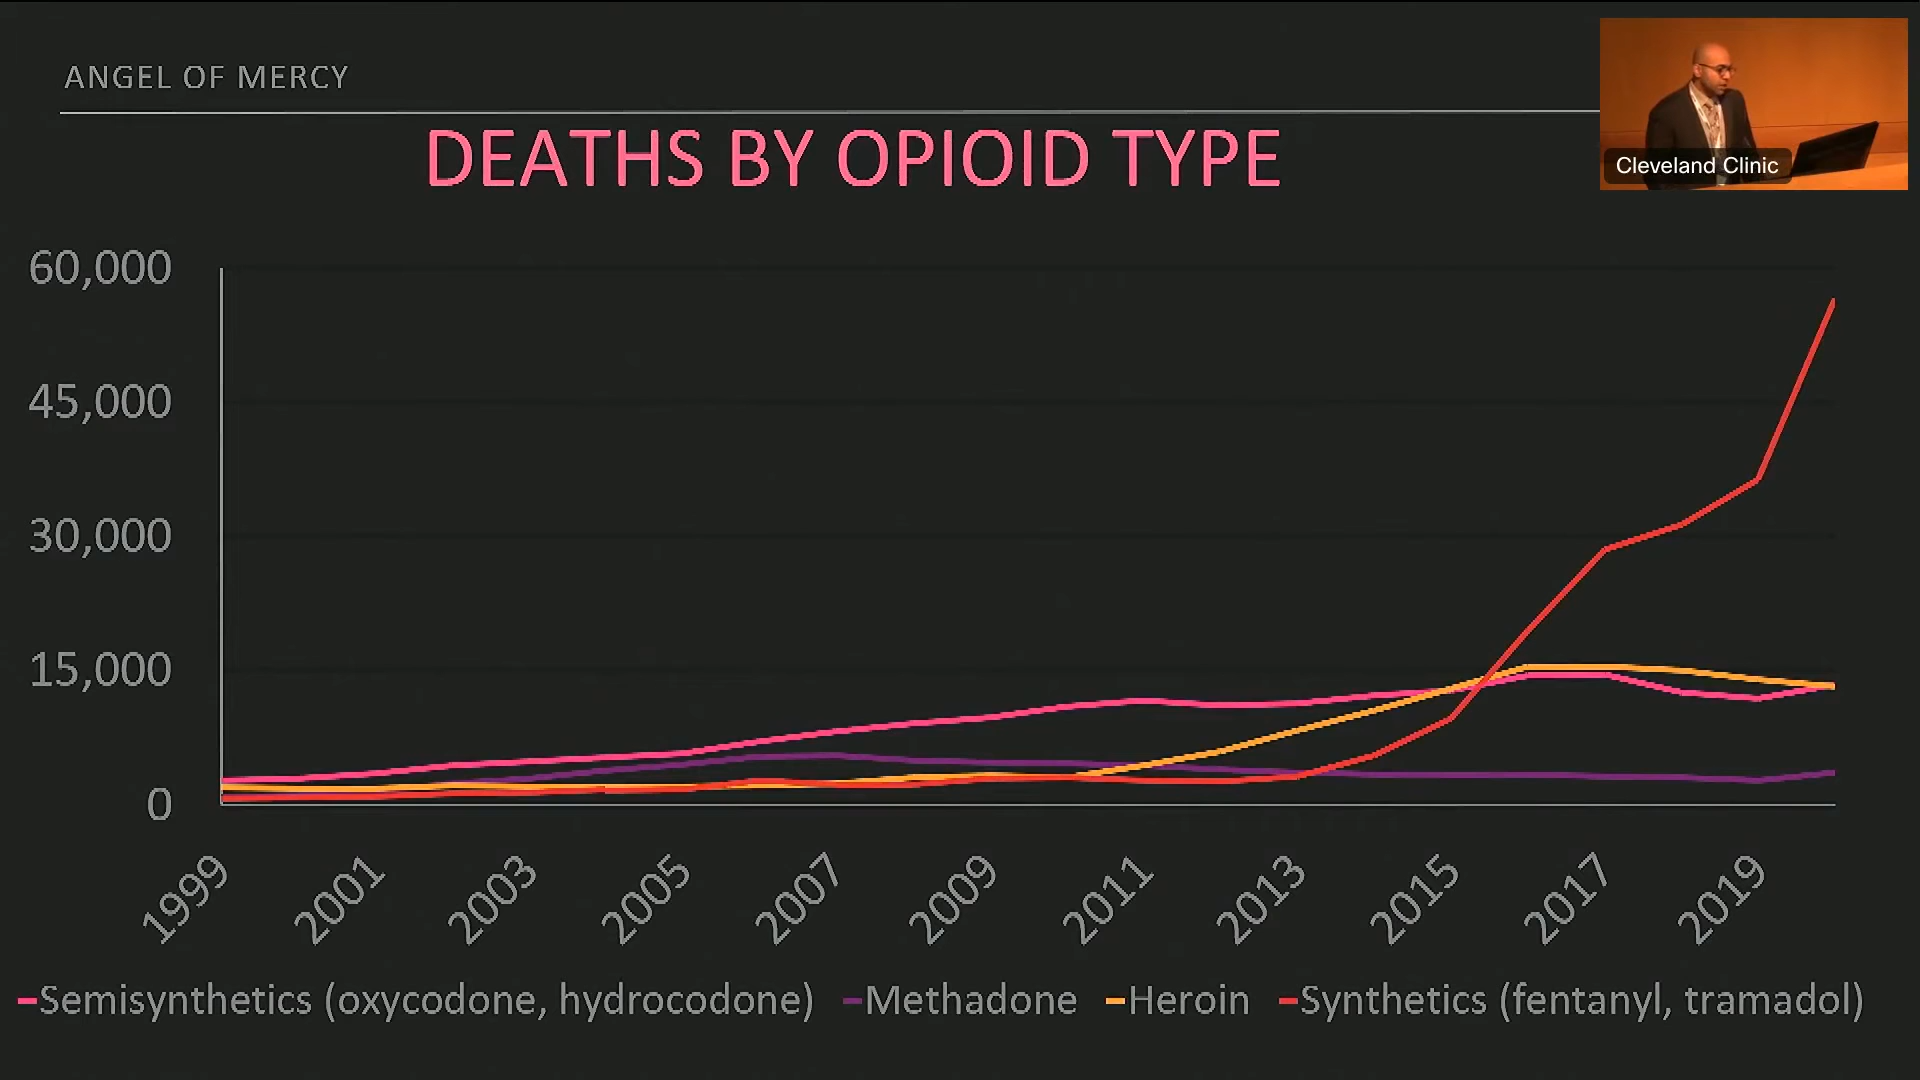 ANGEL OF MERCY
Cleveland Clinic
DEATHS BY OPIOID TYPE
60,000
45,000
30,000
15,000
0
1999 2001 2003 2005 2007 2009 2011 2013 2015 2017 2019
Semisynthetics (oxycodone, hydrocodone) Methadone Heroin Synthetics (fentanyl, tramadol)